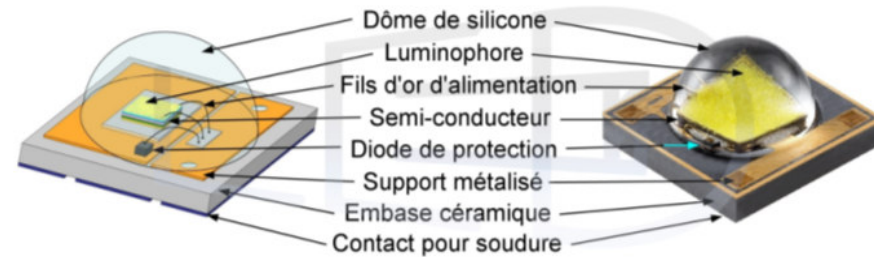 Dôme de silicone
Luminophore
Fils d'or d'alimentation
Semi-conducteur
Diode de protection
Support métalisé
Embase céramique
Contact pour soudure